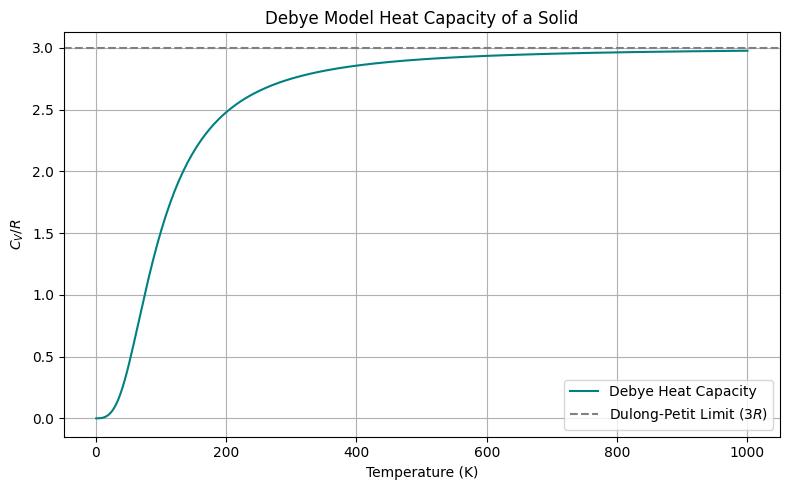 Debye Model Heat Capacity of a Solid
3.0
2.5
2.0
1.5
1.0
0.5
0.0
C_V/R
Debye Heat Capacity
Dulong-Petit Limit (3R)
0 200 400 600 800 1000
Temperature (K)